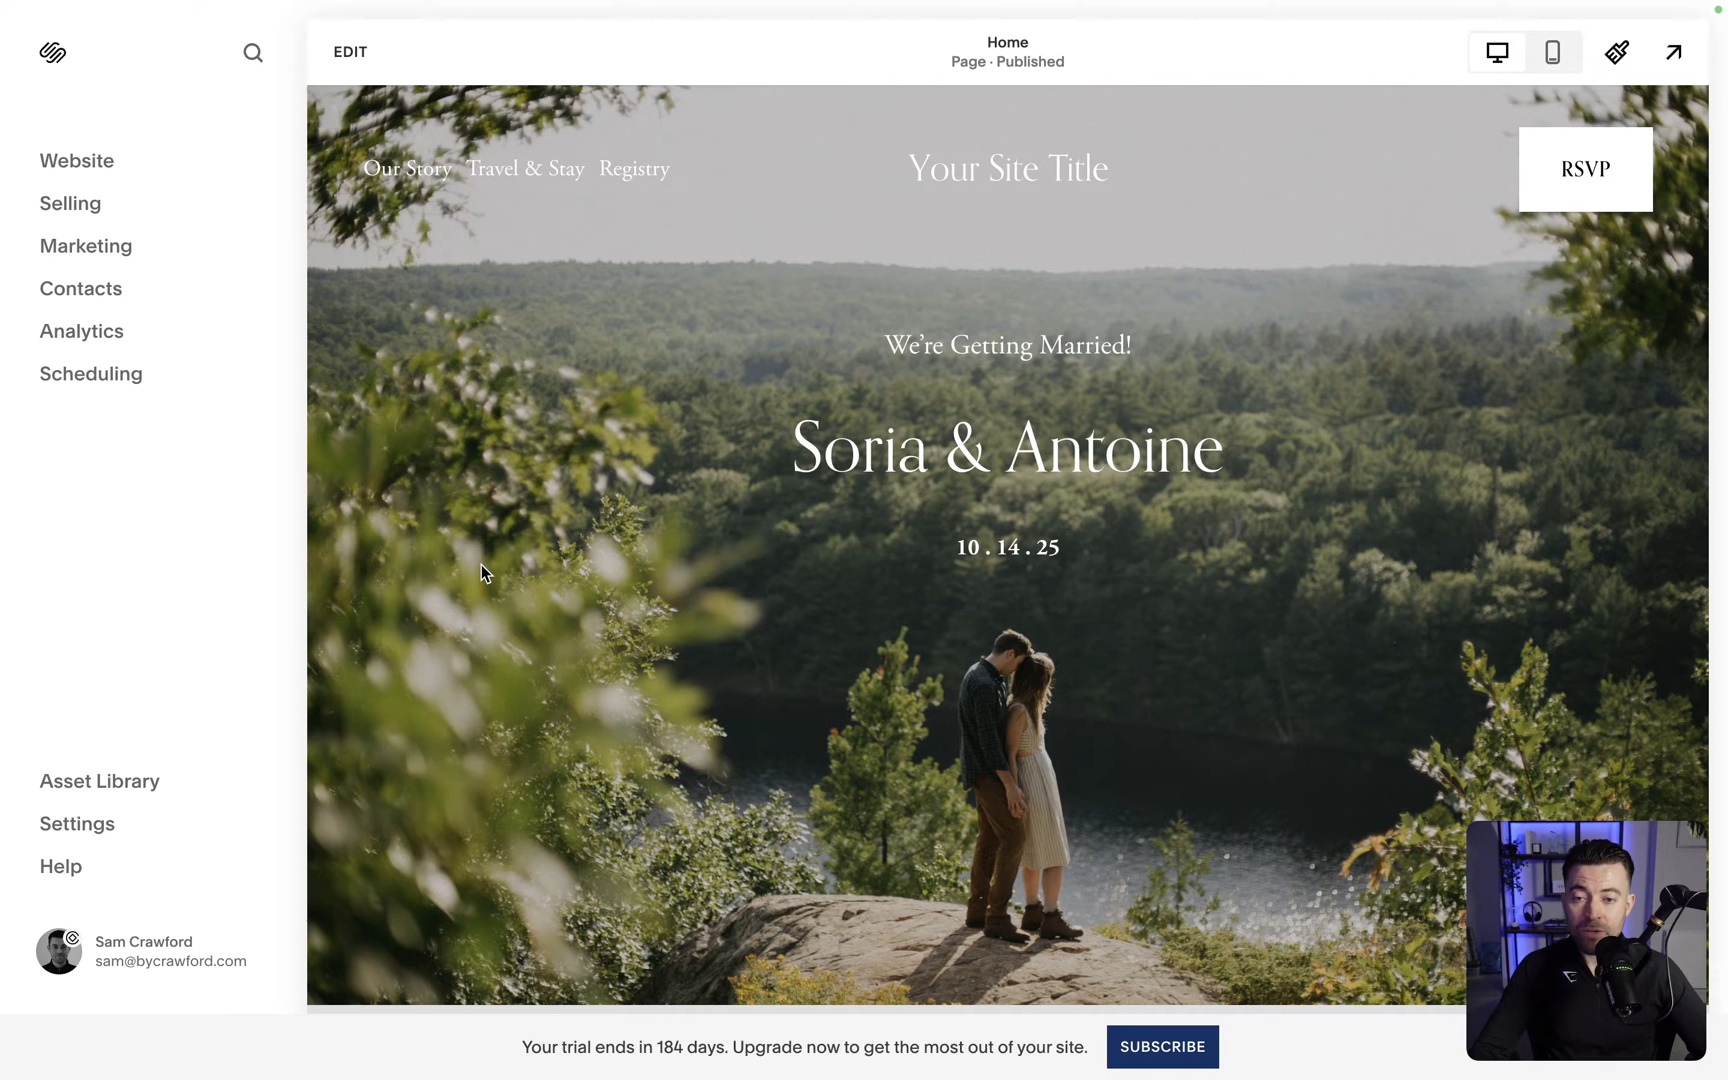 EDIT
Home
Page · Published
Website
Selling
Marketing
Contacts
Analytics
Scheduling
Asset Library
Settings
Help
Sam Crawford
sam@bycrawford.com
Our Story Travel & Stay Registry
Your Site Title
RSVP
We’re Getting Married!
Soria & Antoine
10 . 14 . 25
Your trial ends in 184 days. Upgrade now to get the most out of your site.
SUBSCRIBE